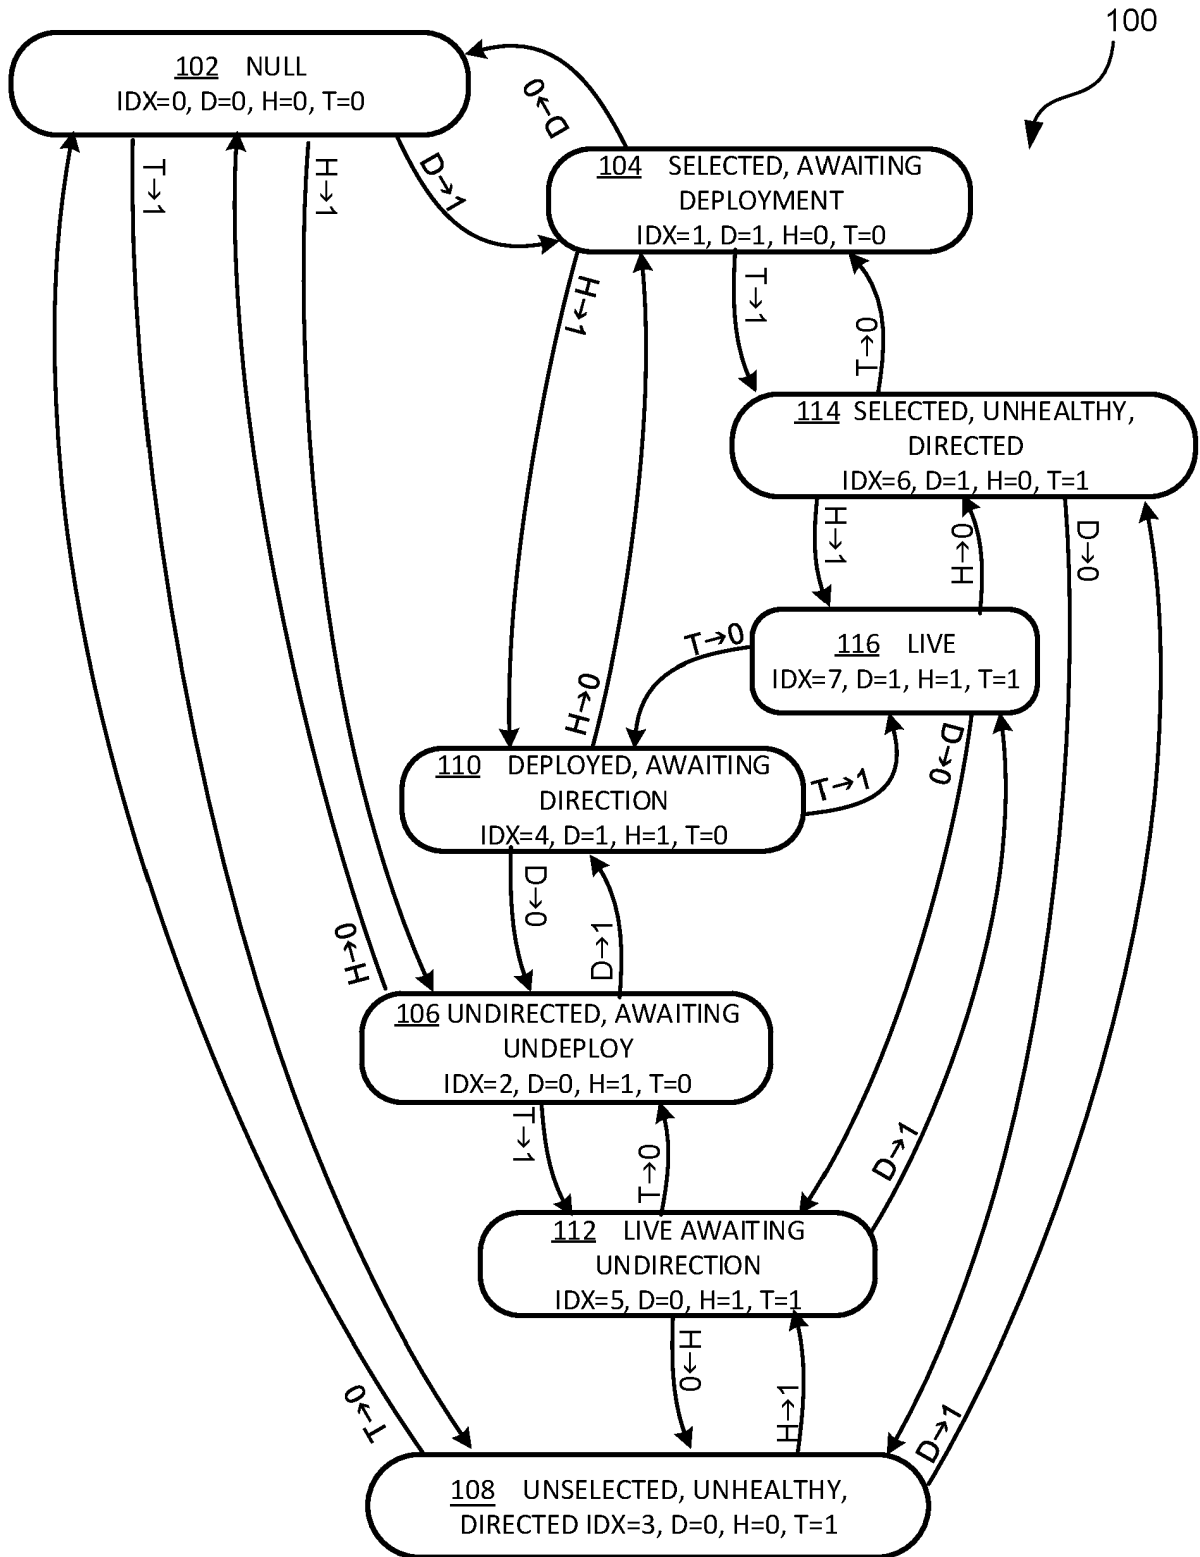 100
102 NULL
IDX=0, D=0, H=0, T=0
D→0
T→1
H→1
D→1
104 SELECTED, AWAITING
DEPLOYMENT
IDX=1, D=1, H=0, T=0
H→1
T→1
T→0
114 SELECTED, UNHEALTHY,
DIRECTED
IDX=6, D=1, H=0, T=1
H→1
H→0
D→0
116 LIVE
IDX=7, D=1, H=1, T=1
T→0
H→0
T→1
D→0
110 DEPLOYED, AWAITING
DIRECTION
IDX=4, D=1, H=1, T=0
D→0
D→1
H→0
106 UNDIRECTED, AWAITING
UNDEPLOY
IDX=2, D=0, H=1, T=0
T→1
T→0
D→1
112 LIVE AWAITING
UNDIRECTION
IDX=5, D=0, H=1, T=1
H→0
H→1
T→0
D→1
108 UNSELECTED, UNHEALTHY,
DIRECTED IDX=3, D=0, H=0, T=1